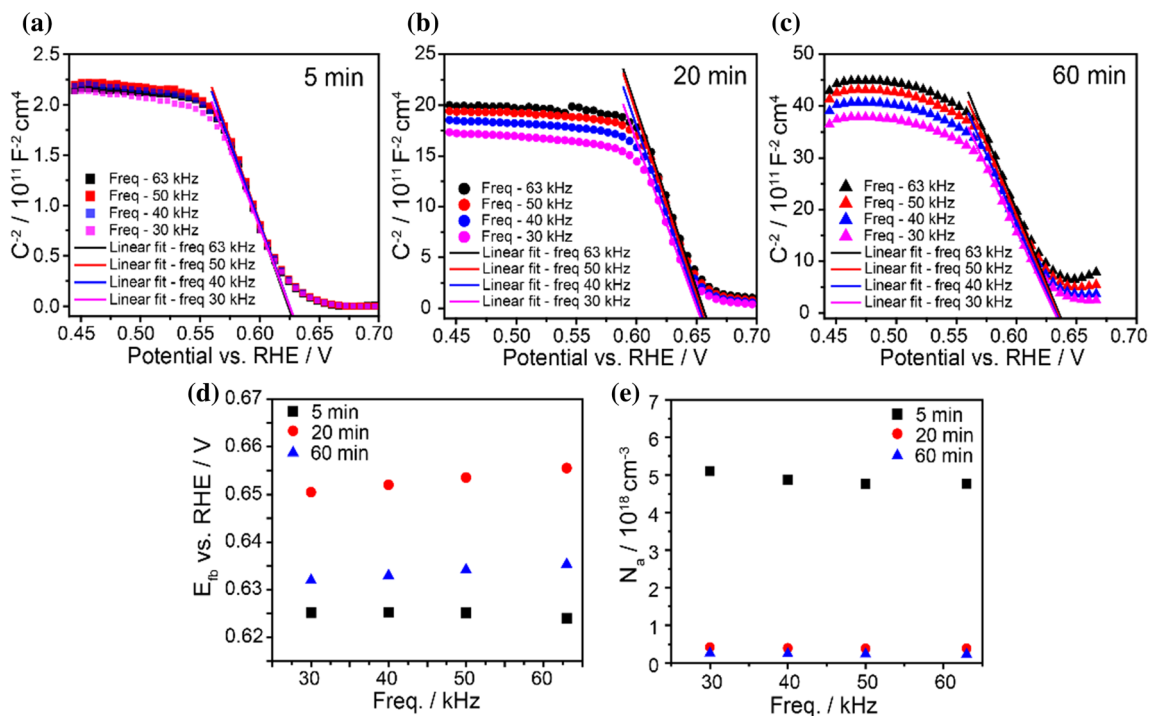 (a)
5 min
2.5
2.0
1.5
1.0
0.5
0.0
C⁻² / 10¹¹ F⁻² cm⁴
Freq - 63 kHz
Freq - 50 kHz
Freq - 40 kHz
Freq - 30 kHz
Linear fit - freq 63 kHz
Linear fit - freq 50 kHz
Linear fit - freq 40 kHz
Linear fit - freq 30 kHz
0.45 0.50 0.55 0.60 0.65 0.70
Potential vs. RHE / V
(b)
20 min
25
20
15
10
5
0
C⁻² / 10¹¹ F⁻² cm⁴
Freq - 63 kHz
Freq - 50 kHz
Freq - 40 kHz
Freq - 30 kHz
Linear fit - freq 63 kHz
Linear fit - freq 50 kHz
Linear fit - freq 40 kHz
Linear fit - freq 30 kHz
0.45 0.50 0.55 0.60 0.65 0.70
Potential vs. RHE / V
(c)
60 min
50
40
30
20
10
0
C⁻² / 10¹¹ F⁻² cm⁴
Freq - 63 kHz
Freq - 50 kHz
Freq - 40 kHz
Freq - 30 kHz
Linear fit - freq 63 kHz
Linear fit - freq 50 kHz
Linear fit - freq 40 kHz
Linear fit - freq 30 kHz
0.45 0.50 0.55 0.60 0.65 0.70
Potential vs. RHE / V
(d)
0.67
0.66
0.65
0.64
0.63
0.62
E_fb vs. RHE / V
5 min
20 min
60 min
30 40 50 60
Freq. / kHz
(e)
7
6
5
4
3
2
1
0
Nₐ / 10¹⁸ cm⁻³
5 min
20 min
60 min
30 40 50 60
Freq. / kHz